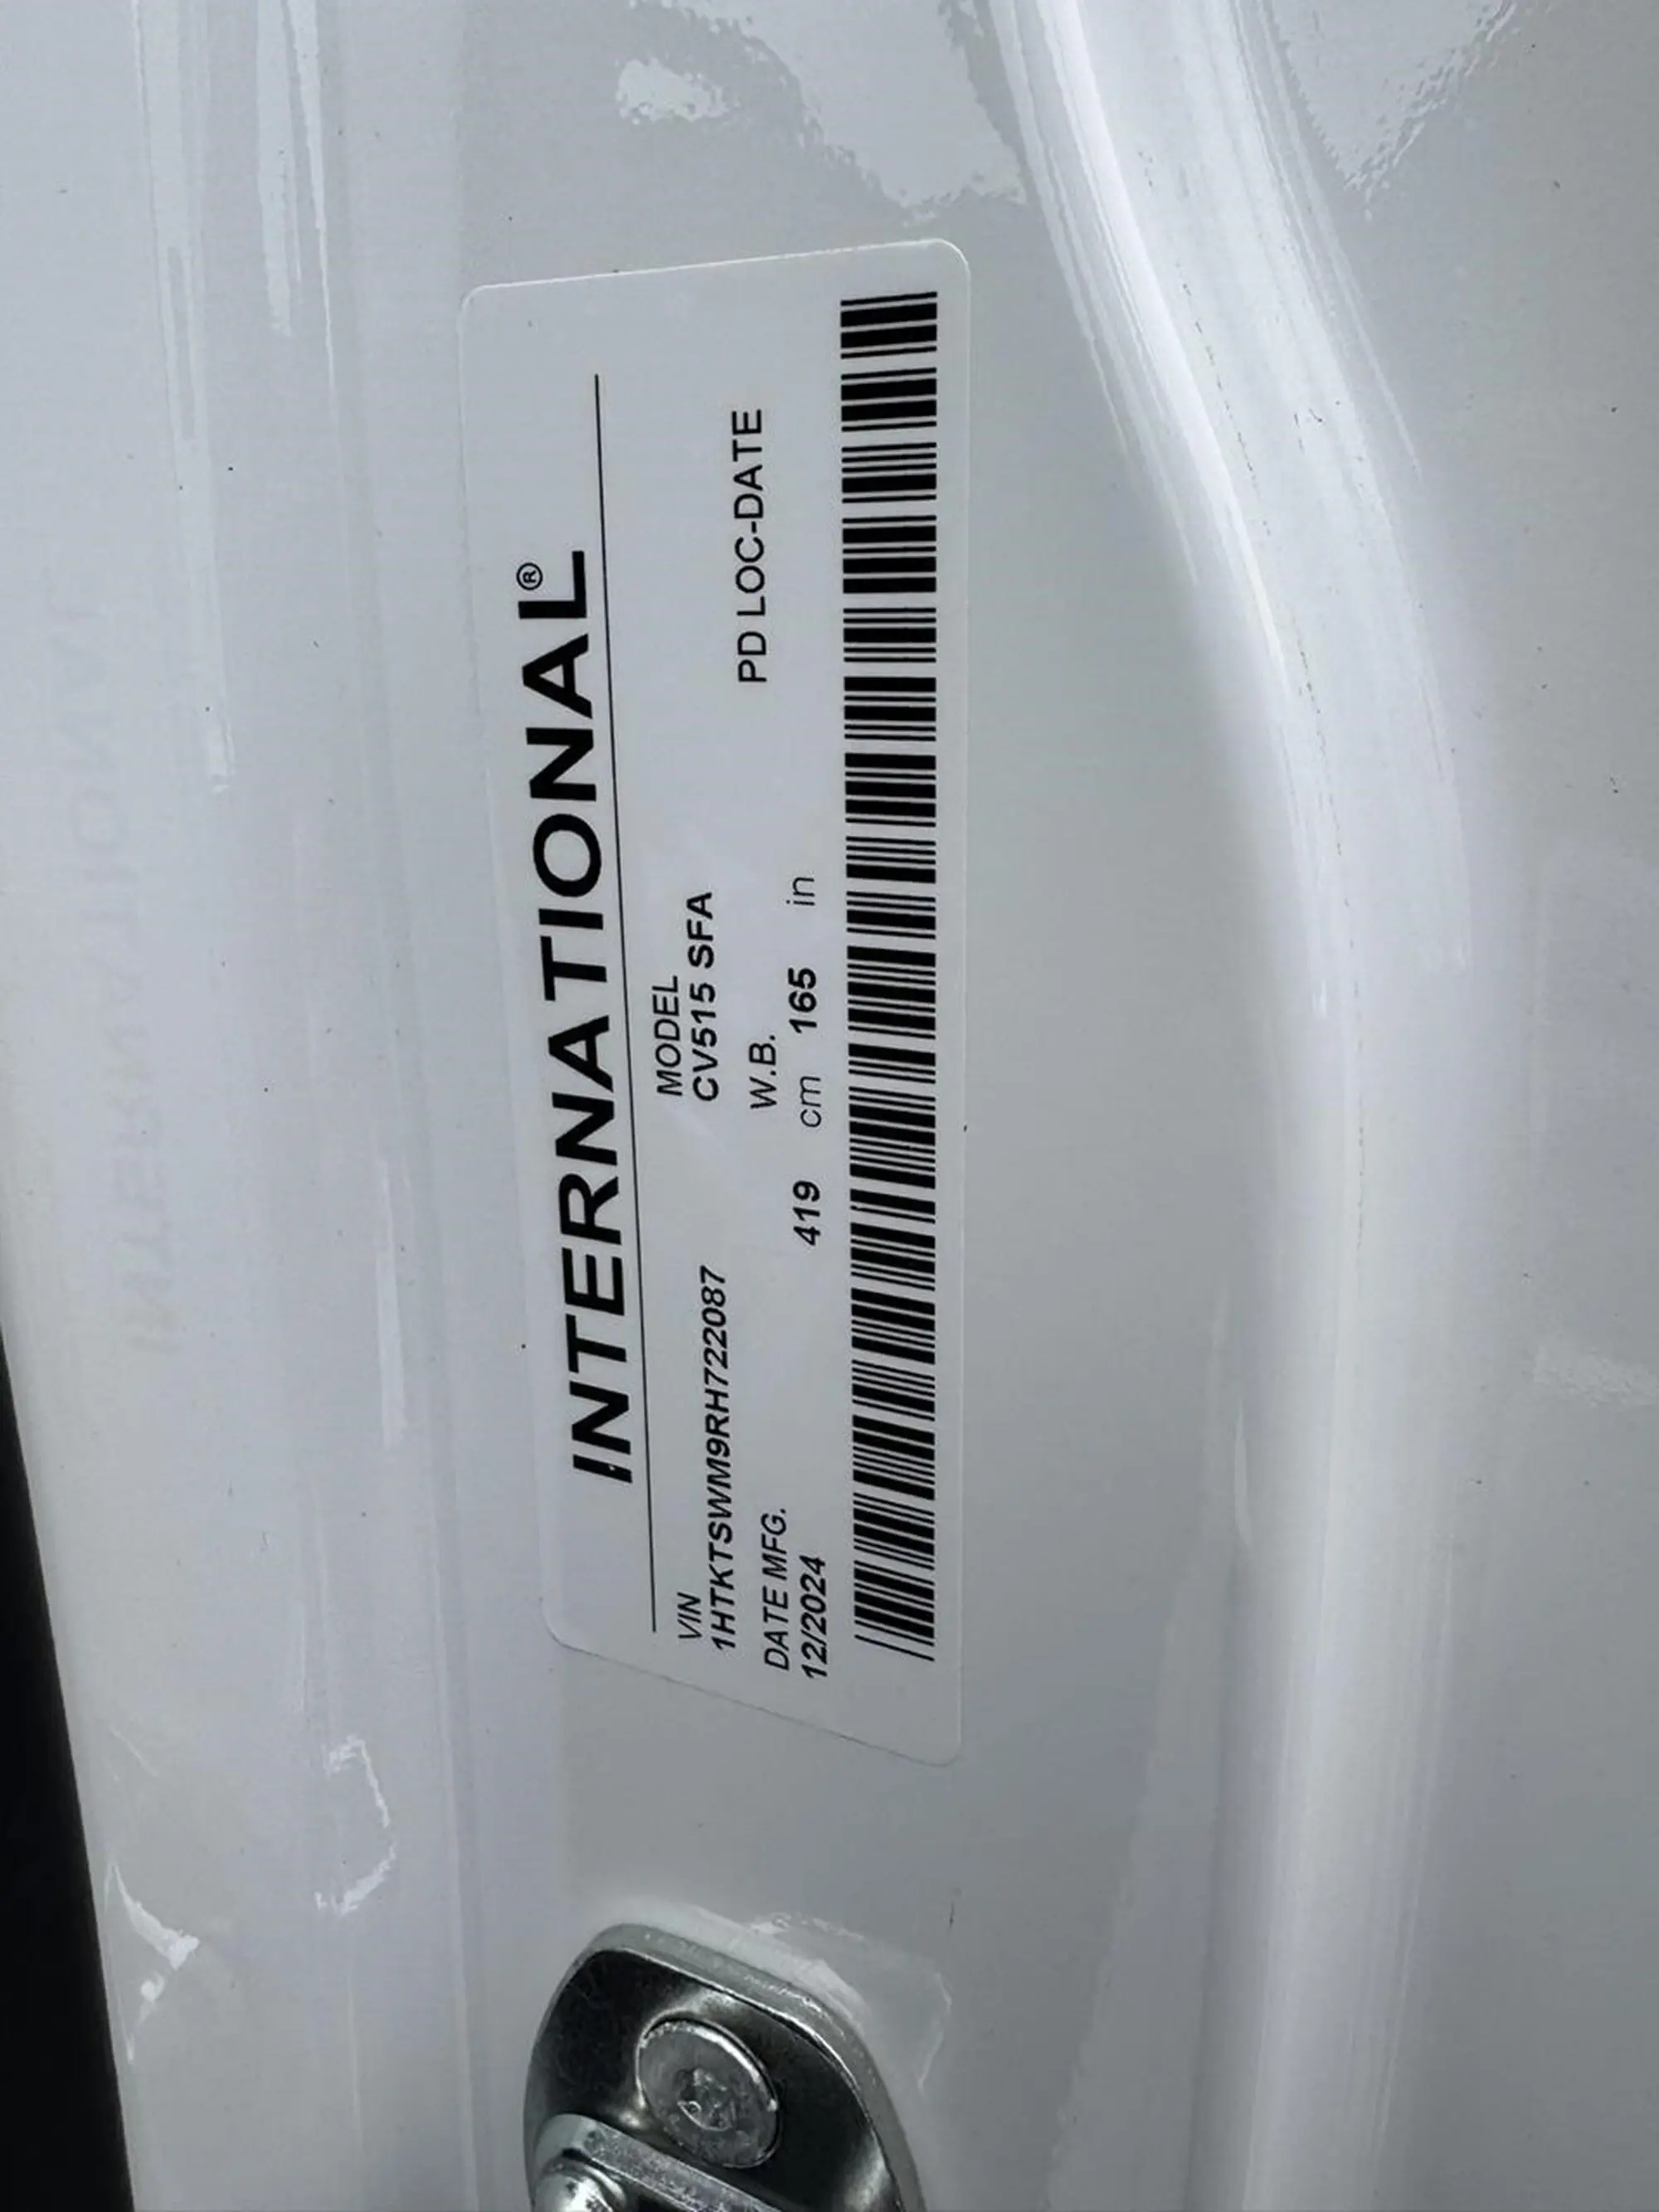 INTERNATIONAL®
VIN
1HTKTSWM9RH722087
MODEL
CV515 SFA
DATE MFG.
12/2024
W.B.
419 cm 165 in
PD LOC-DATE